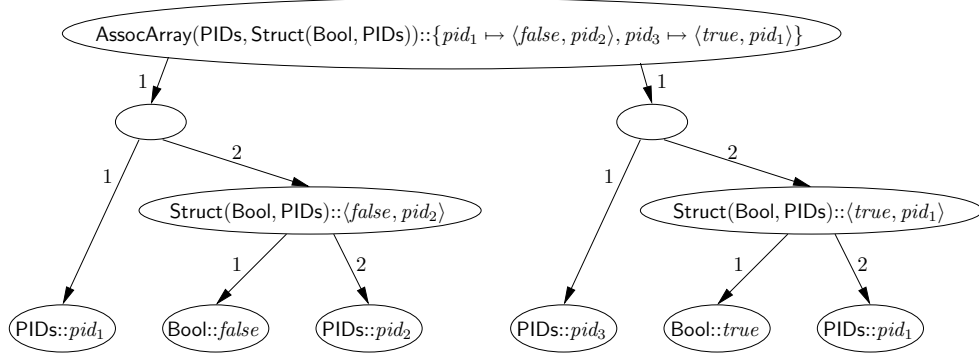 AssocArray(PIDs, Struct(Bool, PIDs))::{pid₁ ↦ ⟨false, pid₂⟩, pid₃ ↦ ⟨true, pid₁⟩}
1 1
2 2
1 1
Struct(Bool, PIDs)::⟨false, pid₂⟩ Struct(Bool, PIDs)::⟨true, pid₁⟩
1 2 1 2
PIDs::pid₁ Bool::false PIDs::pid₂ PIDs::pid₃ Bool::true PIDs::pid₁